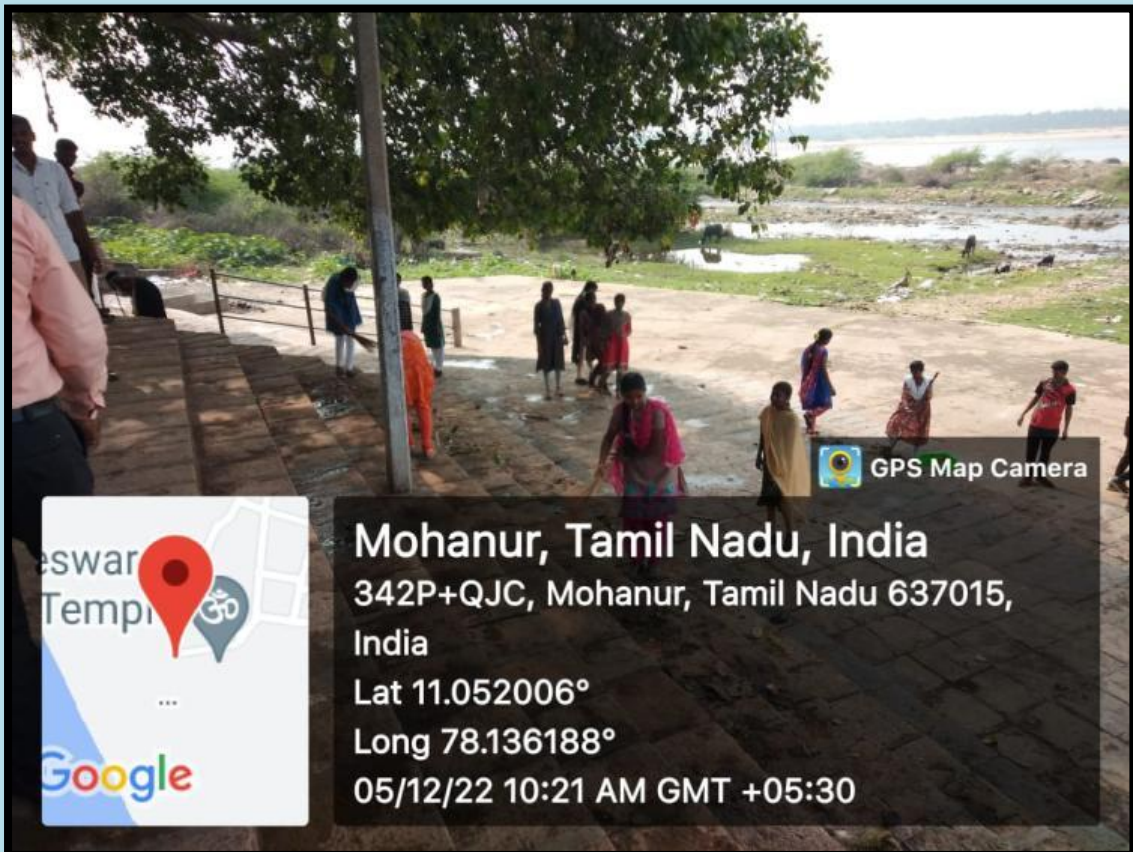 GPS Map Camera
Mohanur, Tamil Nadu, India
342P+QJC, Mohanur, Tamil Nadu 637015,
India
Lat 11.052006°
Long 78.136188°
05/12/22 10:21 AM GMT +05:30
eswar
Templ
...
Google